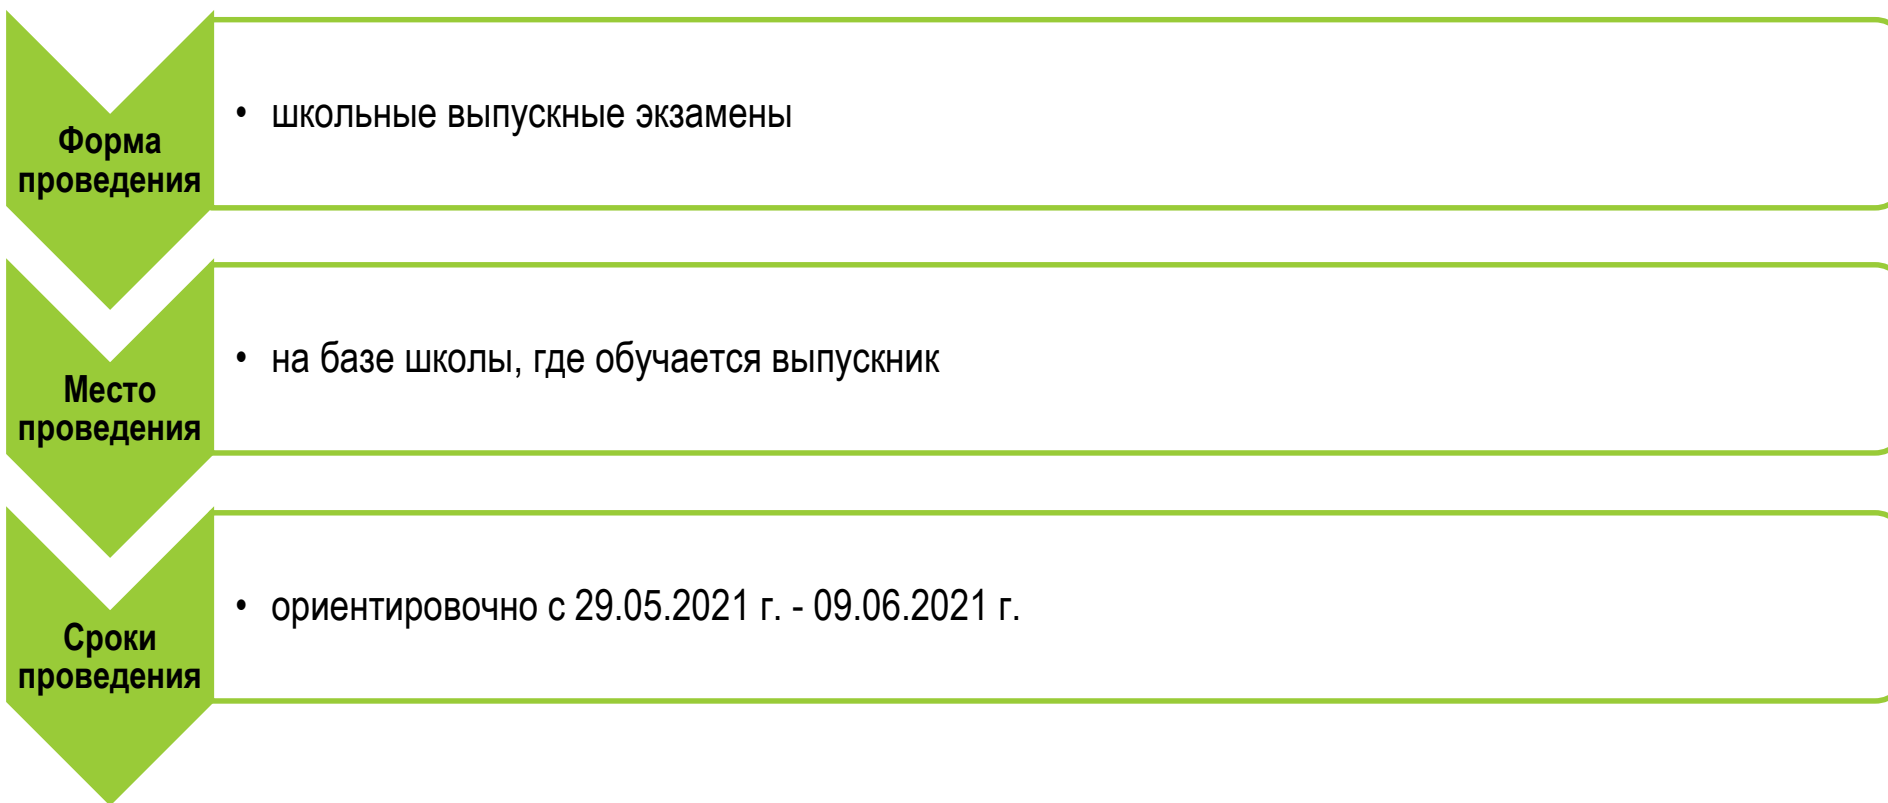 Форма
проведения
• школьные выпускные экзамены
Место
проведения
• на базе школы, где обучается выпускник
Сроки
проведения
• ориентировочно с 29.05.2021 г. - 09.06.2021 г.